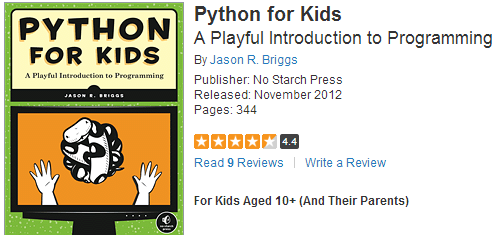 PYTHON
FOR KIDS
A Playful Introduction to Programming
JASON R. BRIGGS
Python for Kids
A Playful Introduction to Programming
By Jason R. Briggs
Publisher: No Starch Press
Released: November 2012
Pages: 344
4.4
Read 9 Reviews | Write a Review
For Kids Aged 10+ (And Their Parents)